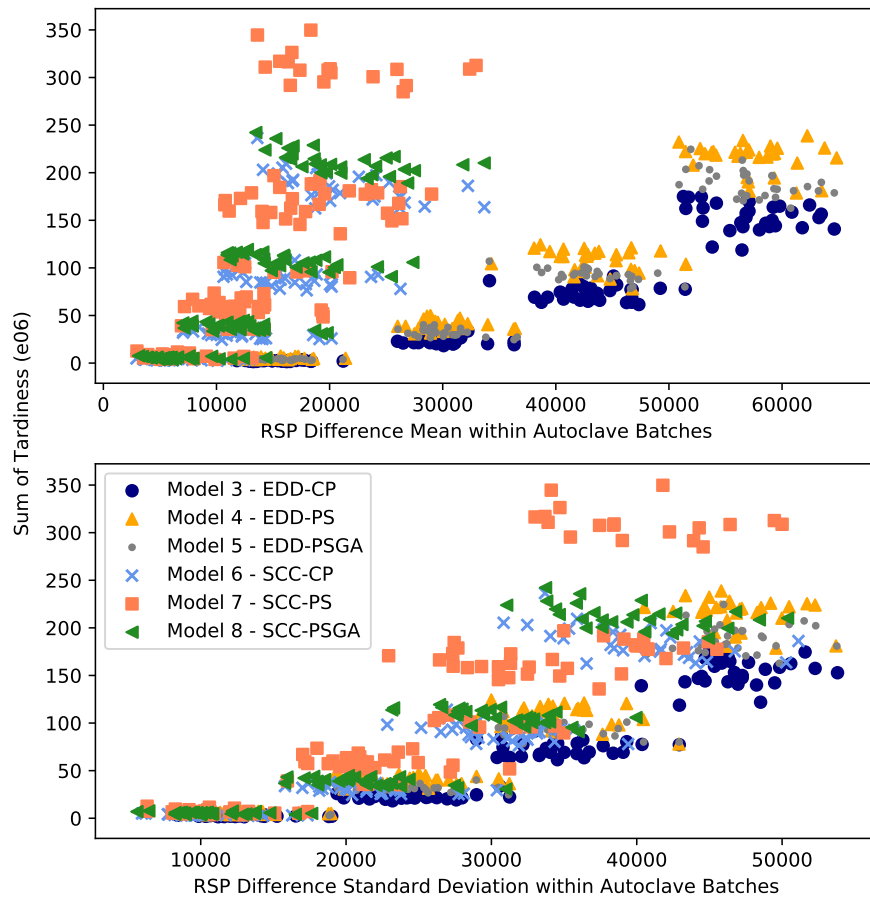 350
300
250
200
150
100
50
0
0 10000 20000 30000 40000 50000 60000
RSP Difference Mean within Autoclave Batches
Sum of Tardiness (e06)
350
300
250
200
150
100
50
0
Model 3 - EDD-CP
Model 4 - EDD-PS
Model 5 - EDD-PSGA
Model 6 - SCC-CP
Model 7 - SCC-PS
Model 8 - SCC-PSGA
10000 20000 30000 40000 50000
RSP Difference Standard Deviation within Autoclave Batches